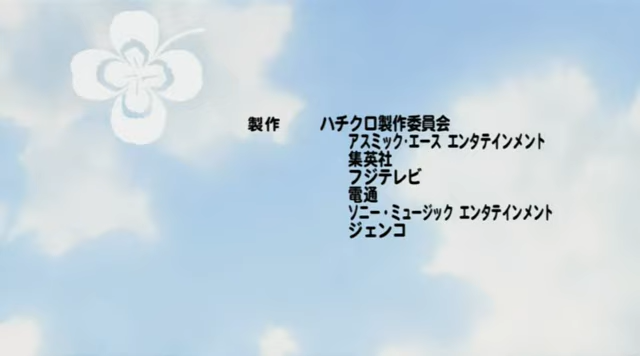 製作 ハチクロ製作委員会
アスミック・エース エンタテインメント
集英社
フジテレビ
電通
ソニー・ミュージック エンタテインメント
ジェンコ